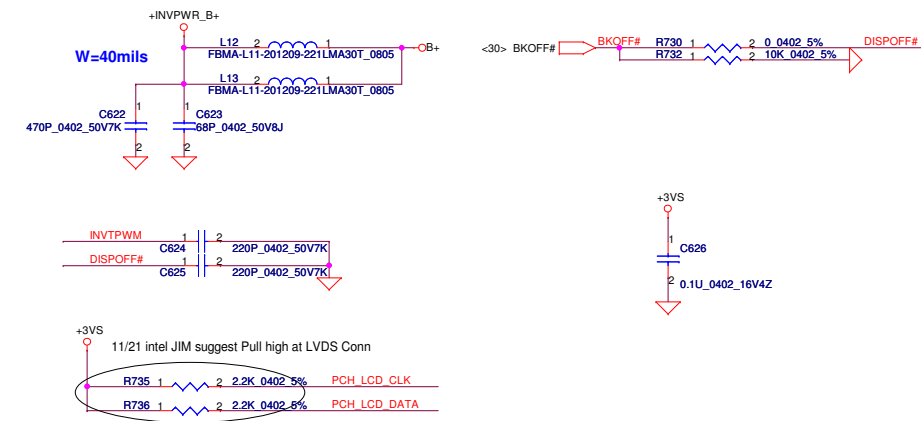 +INVPWR_B+
W=40mils
L12 2 1
FBMA-L11-201209-221LMA30T_0805
B+
L13 2 1
FBMA-L11-201209-221LMA30T_0805
1 C622
470P_0402_50V7K
2
1 C623
68P_0402_50V8J
2
<30> BKOFF# BKOFF# R730 1 2 0_0402_5% DISPOFF#
R732 1 2 10K_0402_5%
INVTPWM 1 2
C624 220P_0402_50V7K
DISPOFF# 1 2
C625 220P_0402_50V7K
+3VS
1
C626
2
0.1U_0402_16V4Z
+3VS
11/21 intel JIM suggest Pull high at LVDS Conn
R735 1 2 2.2K_0402_5% PCH_LCD_CLK
R736 1 2 2.2K_0402_5% PCH_LCD_DATA